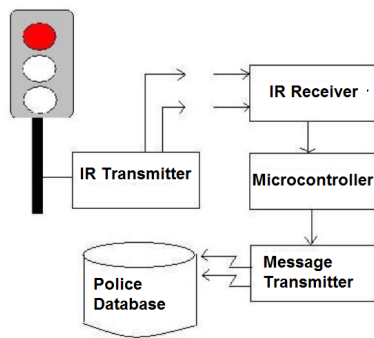 IR Receiver
IR Transmitter
Microcontroller
Message
Transmitter
Police
Database